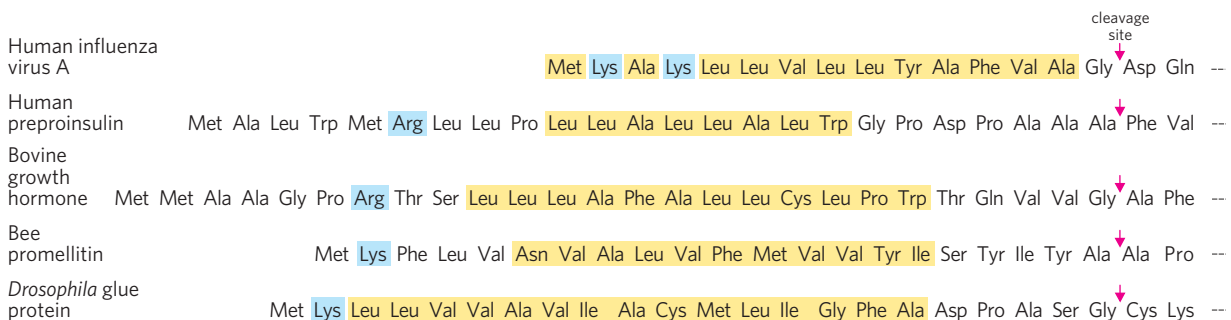 cleavage
site
Human influenza
virus A
Met Lys Ala Lys Leu Leu Val Leu Leu Tyr Ala Phe Val Ala Gly Asp Gln ---
Human
preproinsulin
Met Ala Leu Trp Met Arg Leu Leu Pro Leu Leu Ala Leu Leu Ala Leu Trp Gly Pro Asp Pro Ala Ala Ala Phe Val ---
Bovine
growth
hormone
Met Met Ala Ala Gly Pro Arg Thr Ser Leu Leu Leu Ala Phe Ala Leu Leu Cys Leu Pro Trp Thr Gln Val Val Gly Ala Phe ---
Bee
promellitin
Met Lys Phe Leu Val Asn Val Ala Leu Val Phe Met Val Val Tyr Ile Ser Tyr Ile Tyr Ala Ala Pro ---
Drosophila glue
protein
Met Lys Leu Leu Val Val Ala Val Ile Ala Cys Met Leu Ile Gly Phe Ala Asp Pro Ala Ser Gly Cys Lys ---